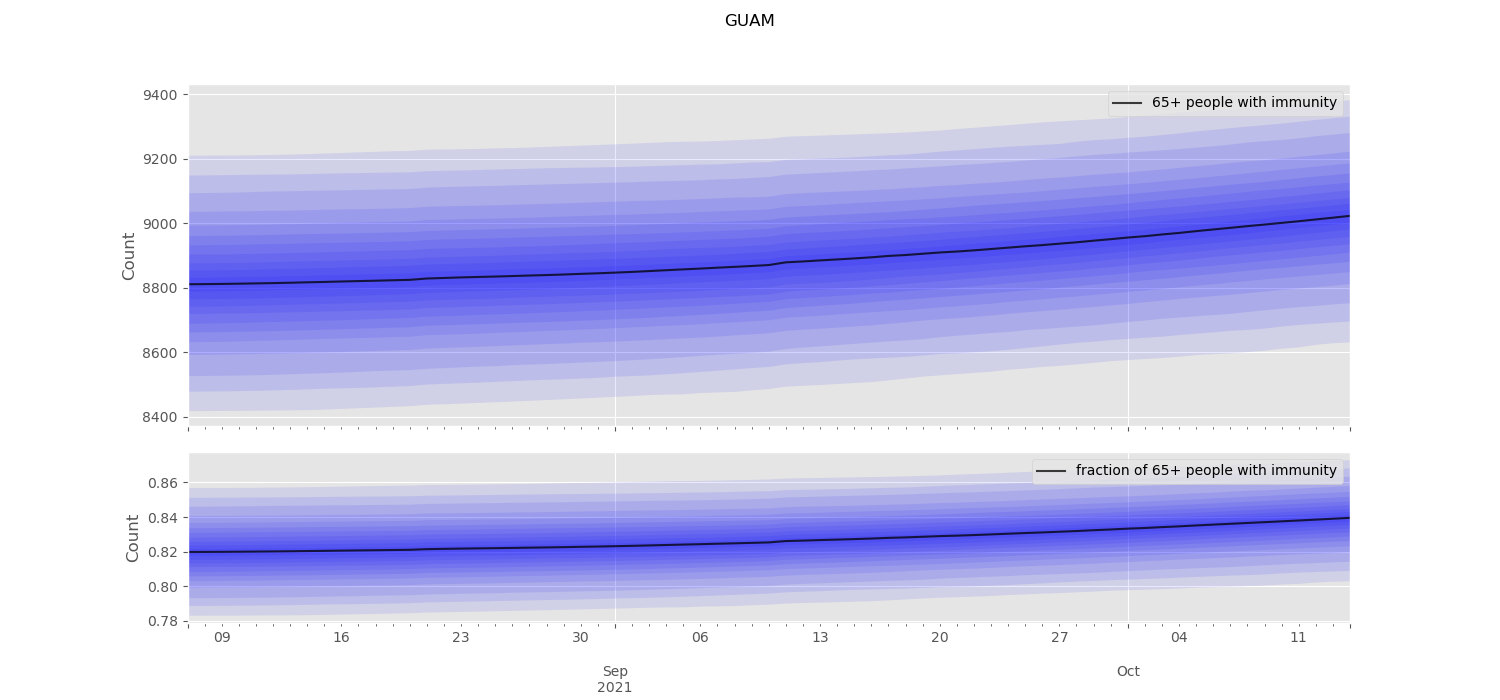 GUAM
65+ people with immunity
9400
9200
9000
8800
8600
8400
Count
fraction of 65+ people with immunity
0.86
0.84
0.82
0.80
0.78
Count
09 16 23 30 06 13 20 27 04 11
Sep Oct
2021